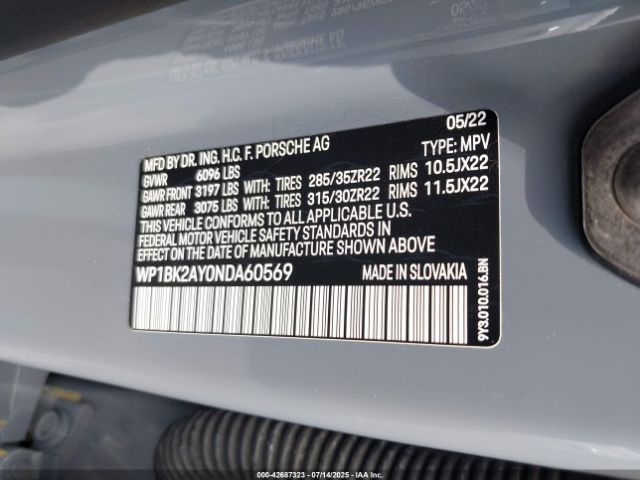 05/22
MFD BY DR. ING. H.C. F. PORSCHE AG TYPE: MPV
GVWR 6096 LBS
GAWR FRONT 3197 LBS WITH: TIRES 285/35ZR22 RIMS 10.5JX22
GAWR REAR 3075 LBS WITH: TIRES 315/30ZR22 RIMS 11.5JX22
THIS VEHICLE CONFORMS TO ALL APPLICABLE U.S.
FEDERAL MOTOR VEHICLE SAFETY STANDARDS IN
EFFECT ON THE DATE OF MANUFACTURE SHOWN ABOVE.
WP1BK2AY0NDA60569 MADE IN SLOVAKIA
9Y3.010.016.BN
000-42687323 07/14/2025 IAA, Inc.